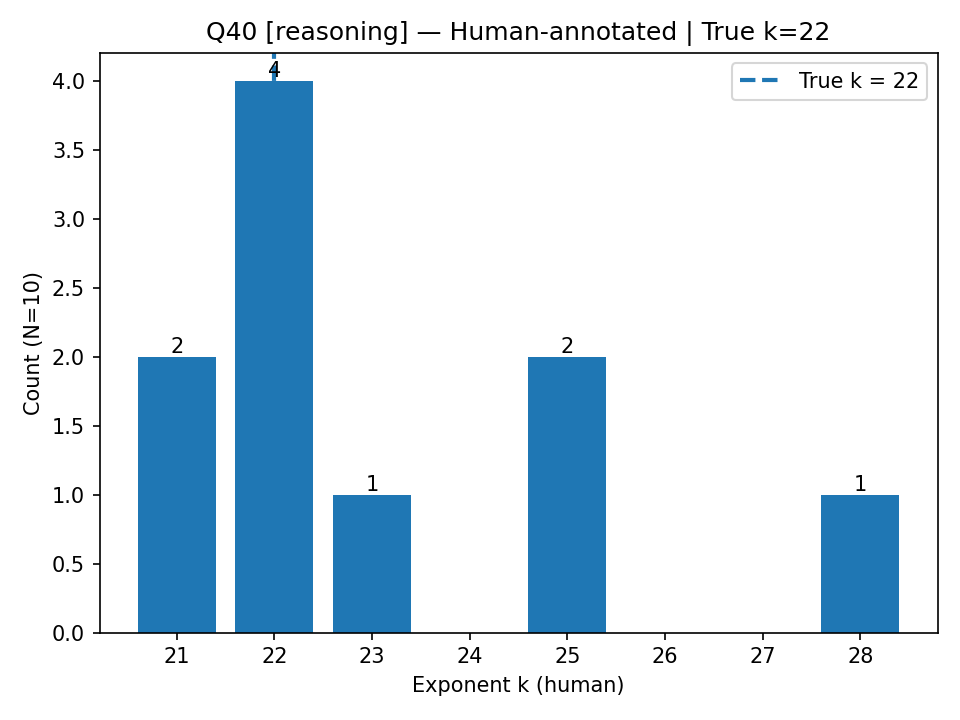 Q40 [reasoning] — Human-annotated | True k=22
True k = 22
Count (N=10)
4.0
3.5
3.0
2.5
2.0
1.5
1.0
0.5
0.0
2
4
1
2
1
21 22 23 24 25 26 27 28
Exponent k (human)